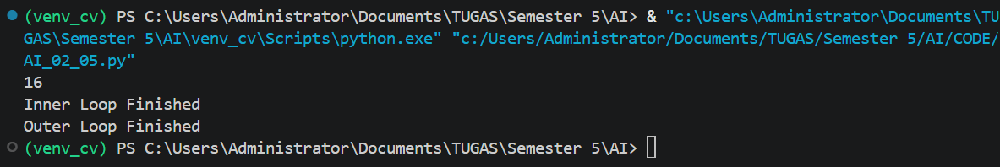 (venv_cv) PS C:\Users\Administrator\Documents\TUGAS\Semester 5\AI> & "c:\Users\Administrator\Documents\TU
GAS\Semester 5\AI\venv_cv\Scripts\python.exe" "c:/Users/Administrator/Documents/TUGAS/Semester 5/AI/CODE/
AI_02_05.py"
16
Inner Loop Finished
Outer Loop Finished
(venv_cv) PS C:\Users\Administrator\Documents\TUGAS\Semester 5\AI>